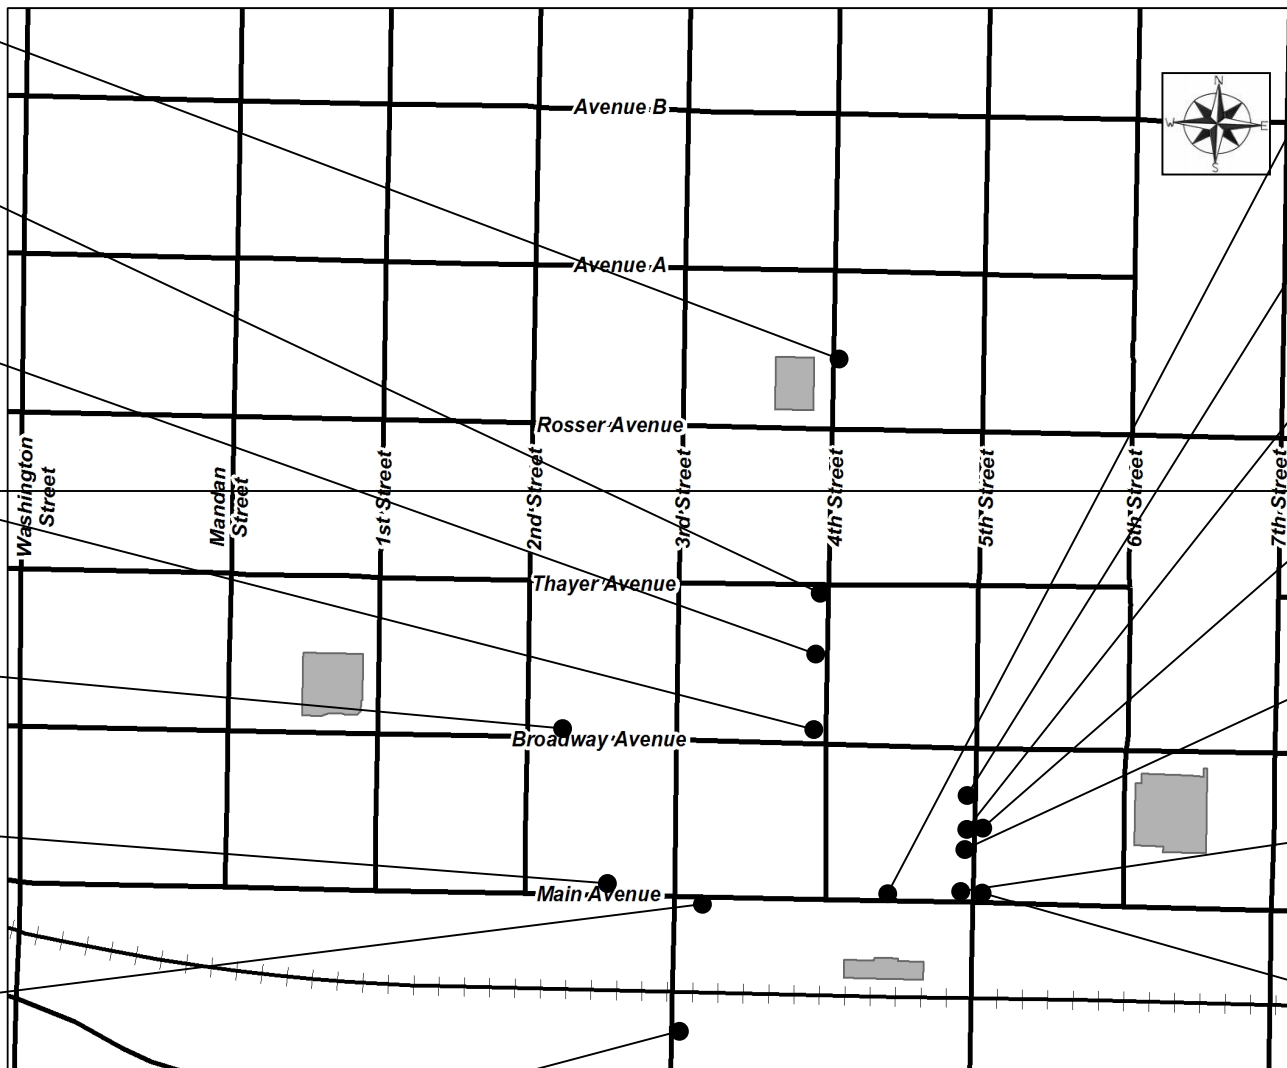 N
W
E
S
Avenue B
Avenue A
Rosser Avenue
Washington
Street
Mandan
Street
1st Street
2nd Street
3rd Street
4th Street
5th Street
6th Street
7th Street
Thayer Avenue
Broadway Avenue
Main Avenue